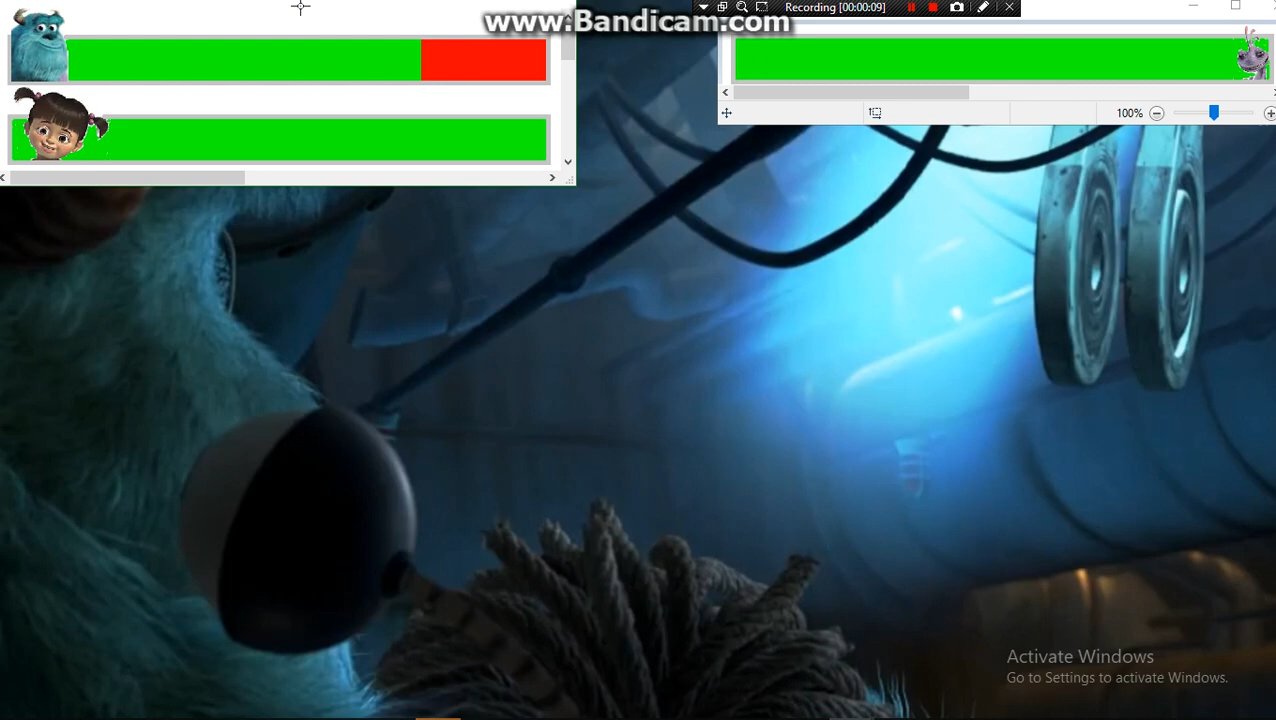 www.Bandicam.com
Recording [00:00:09]
100%
Activate Windows
Go to Settings to activate Windows.